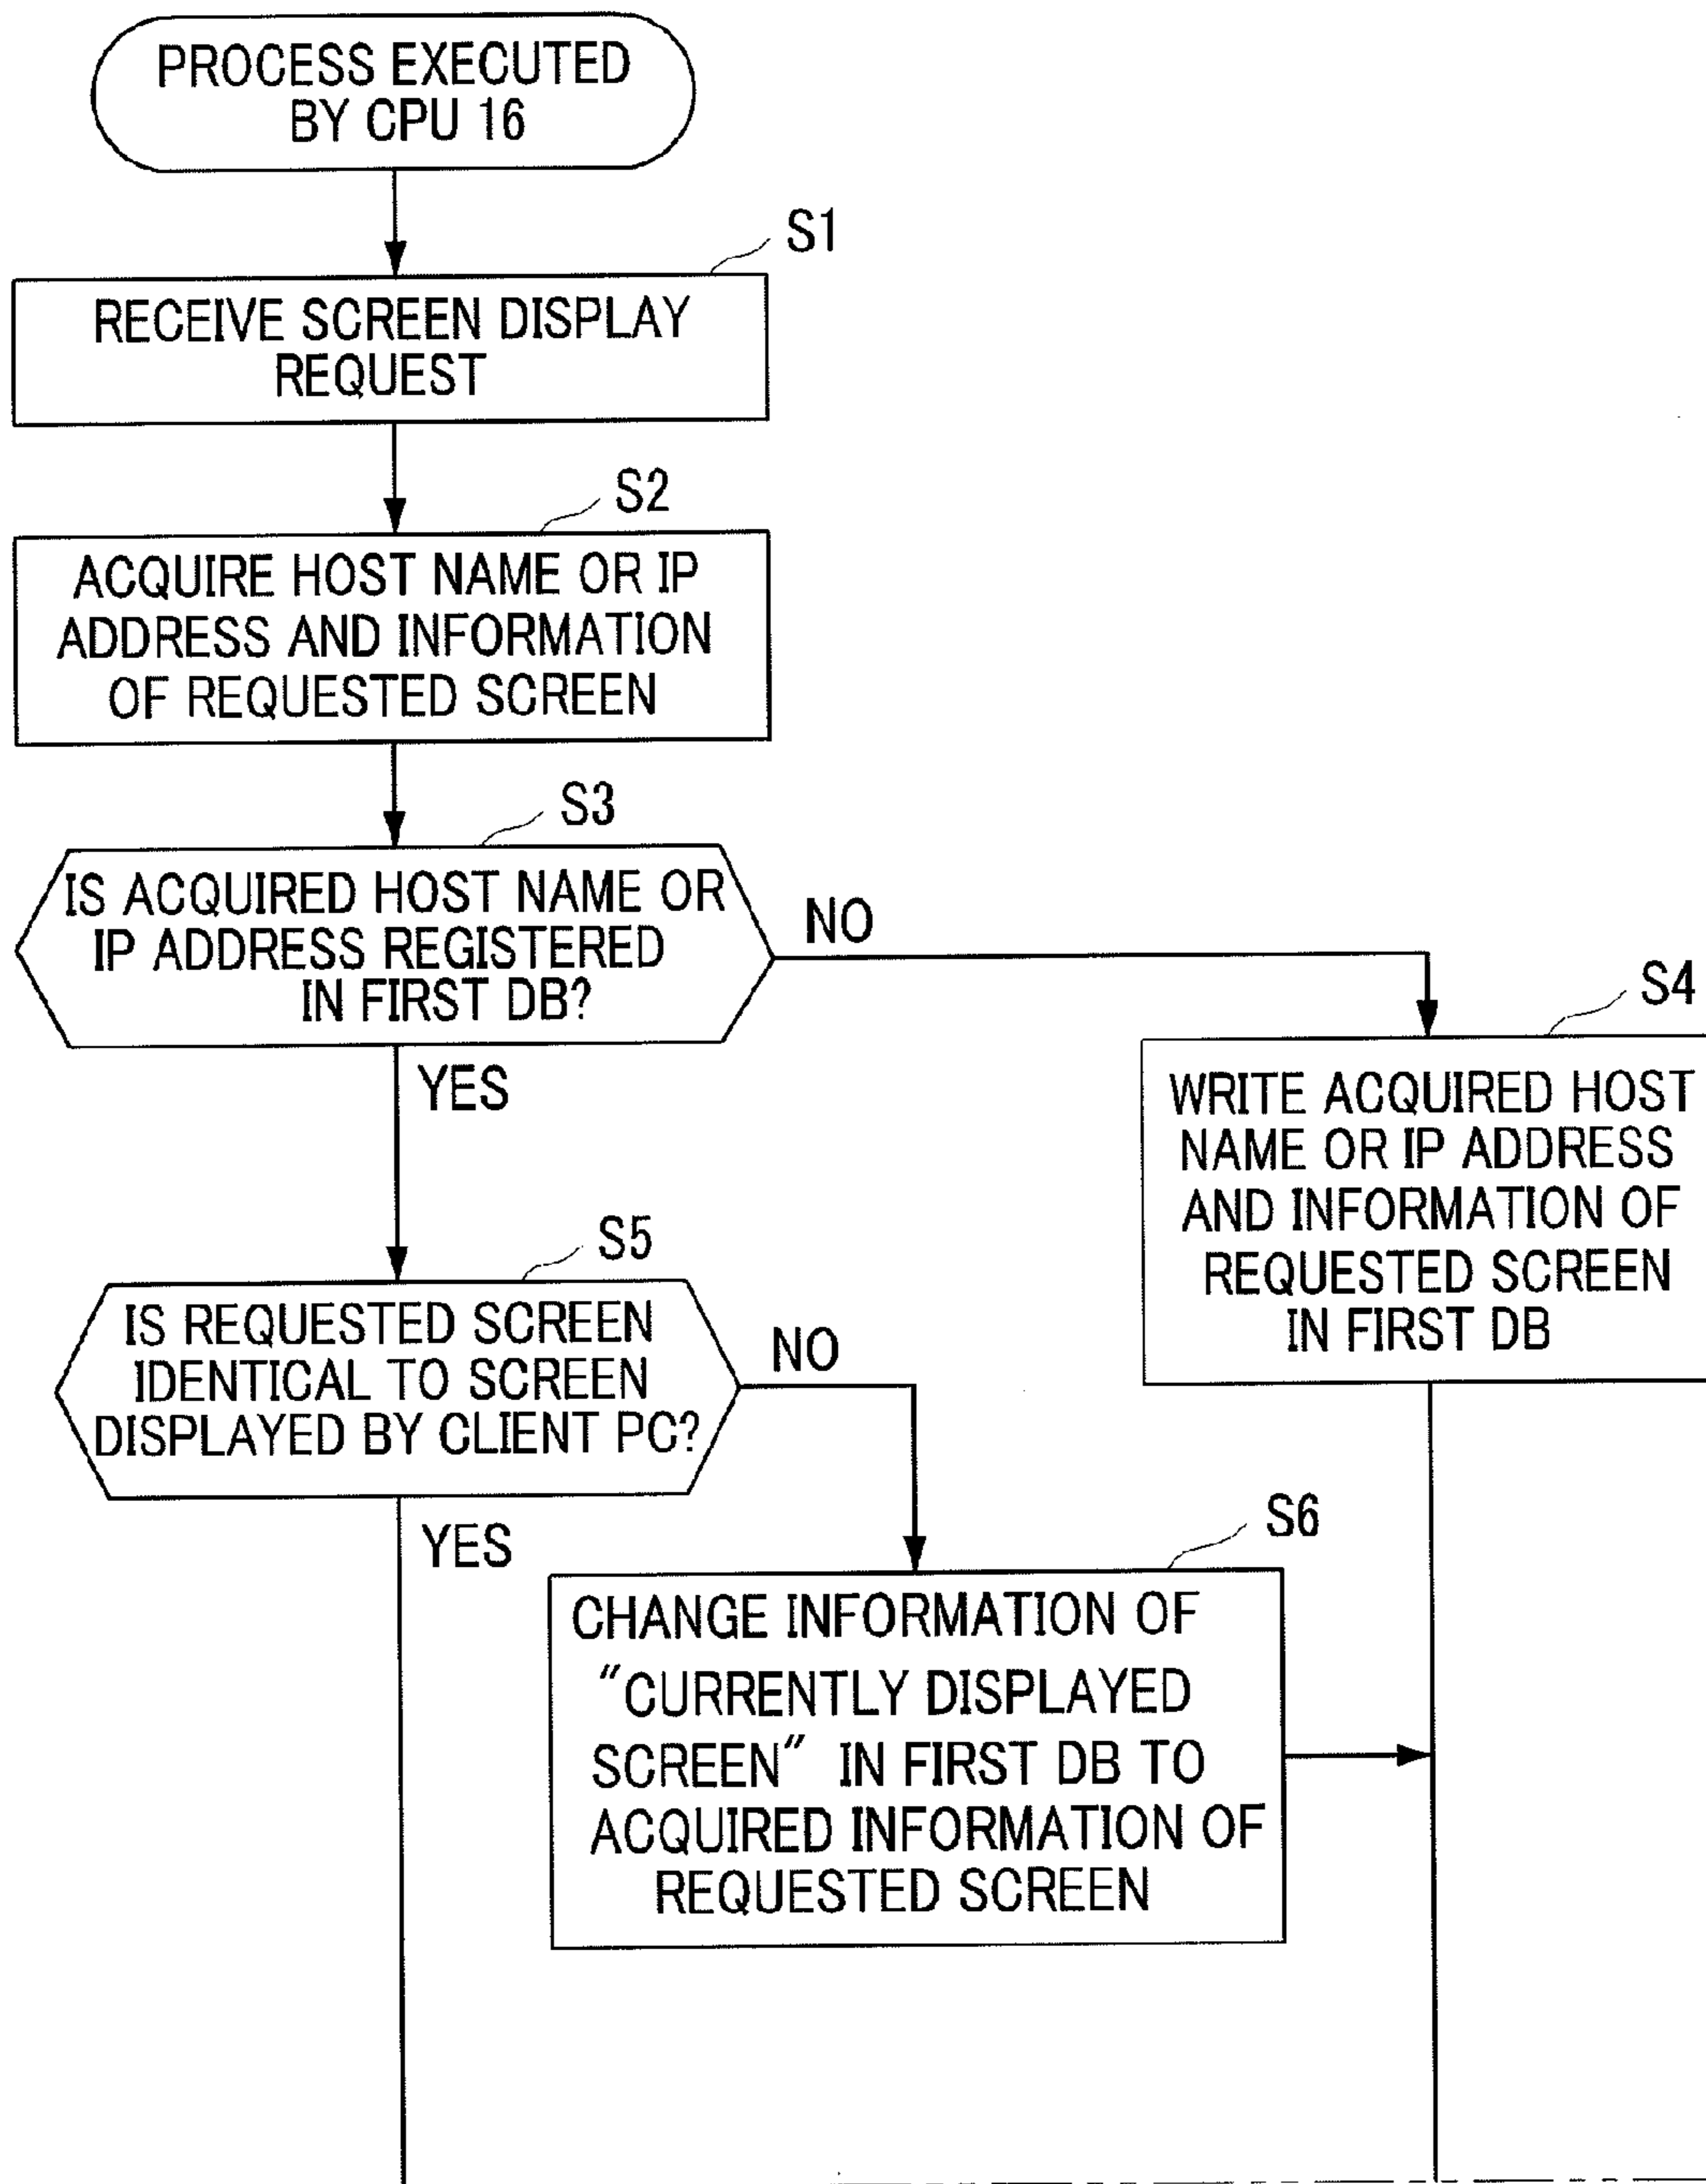 PROCESS EXECUTED
BY CPU 16
S1
RECEIVE SCREEN DISPLAY
REQUEST
S2
ACQUIRE HOST NAME OR IP
ADDRESS AND INFORMATION
OF REQUESTED SCREEN
S3
IS ACQUIRED HOST NAME OR
IP ADDRESS REGISTERED
IN FIRST DB?
NO
YES
S4
WRITE ACQUIRED HOST
NAME OR IP ADDRESS
AND INFORMATION OF
REQUESTED SCREEN
IN FIRST DB
S5
IS REQUESTED SCREEN
IDENTICAL TO SCREEN
DISPLAYED BY CLIENT PC?
NO
YES
S6
CHANGE INFORMATION OF
"CURRENTLY DISPLAYED
SCREEN" IN FIRST DB TO
ACQUIRED INFORMATION OF
REQUESTED SCREEN